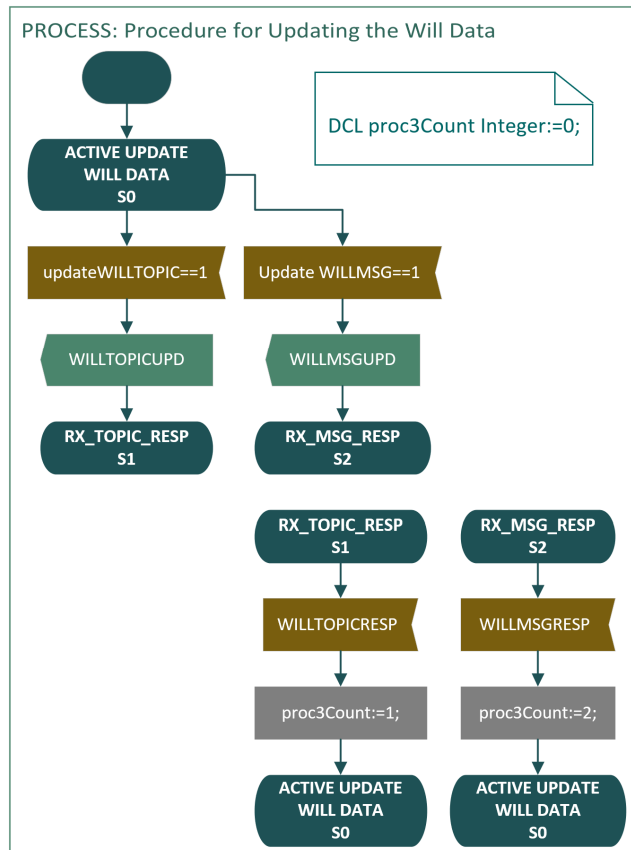 PROCESS: Procedure for Updating the Will Data
DCL proc3Count Integer:=0;
ACTIVE UPDATE
WILL DATA
S0
updateWILLTOPIC==1
Update WILLMSG==1
WILLTOPICUPD
WILLMSGUPD
RX_TOPIC_RESP
S1
RX_MSG_RESP
S2
RX_TOPIC_RESP
S1
RX_MSG_RESP
S2
WILLTOPICRESP
WILLMSGRESP
proc3Count:=1;
proc3Count:=2;
ACTIVE UPDATE
WILL DATA
S0
ACTIVE UPDATE
WILL DATA
S0